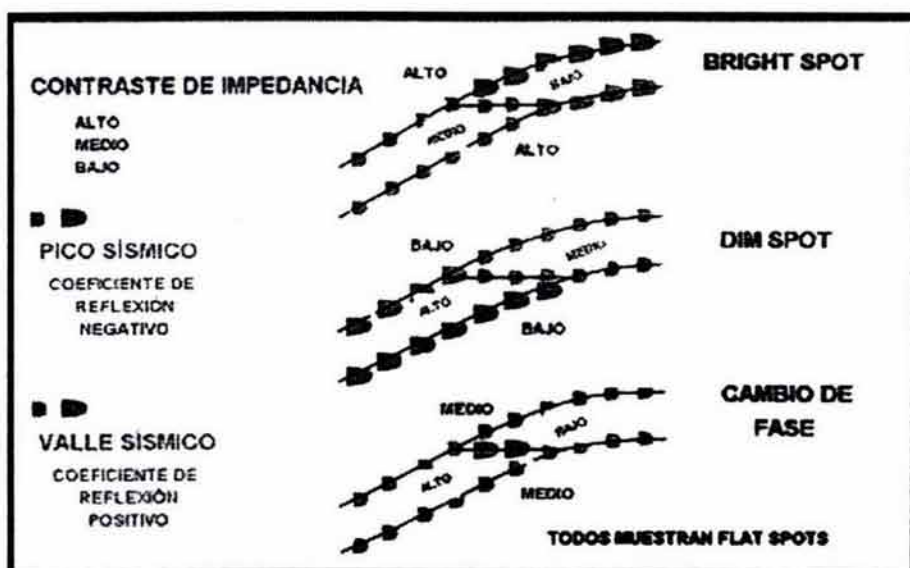 CONTRASTE DE IMPEDANCIA
ALTO
MEDIO
BAJO
PICO SÍSMICO
COEFICIENTE DE
REFLEXIÓN
NEGATIVO
VALLE SÍSMICO
COEFICIENTE DE
REFLEXIÓN
POSITIVO
ALTO
BAJO
MEDIO
ALTO
BRIGHT SPOT
BAJO
MEDIO
ALTO
BAJO
DIM SPOT
MEDIO
BAJO
ALTO
MEDIO
CAMBIO DE
FASE
TODOS MUESTRAN FLAT SPOTS